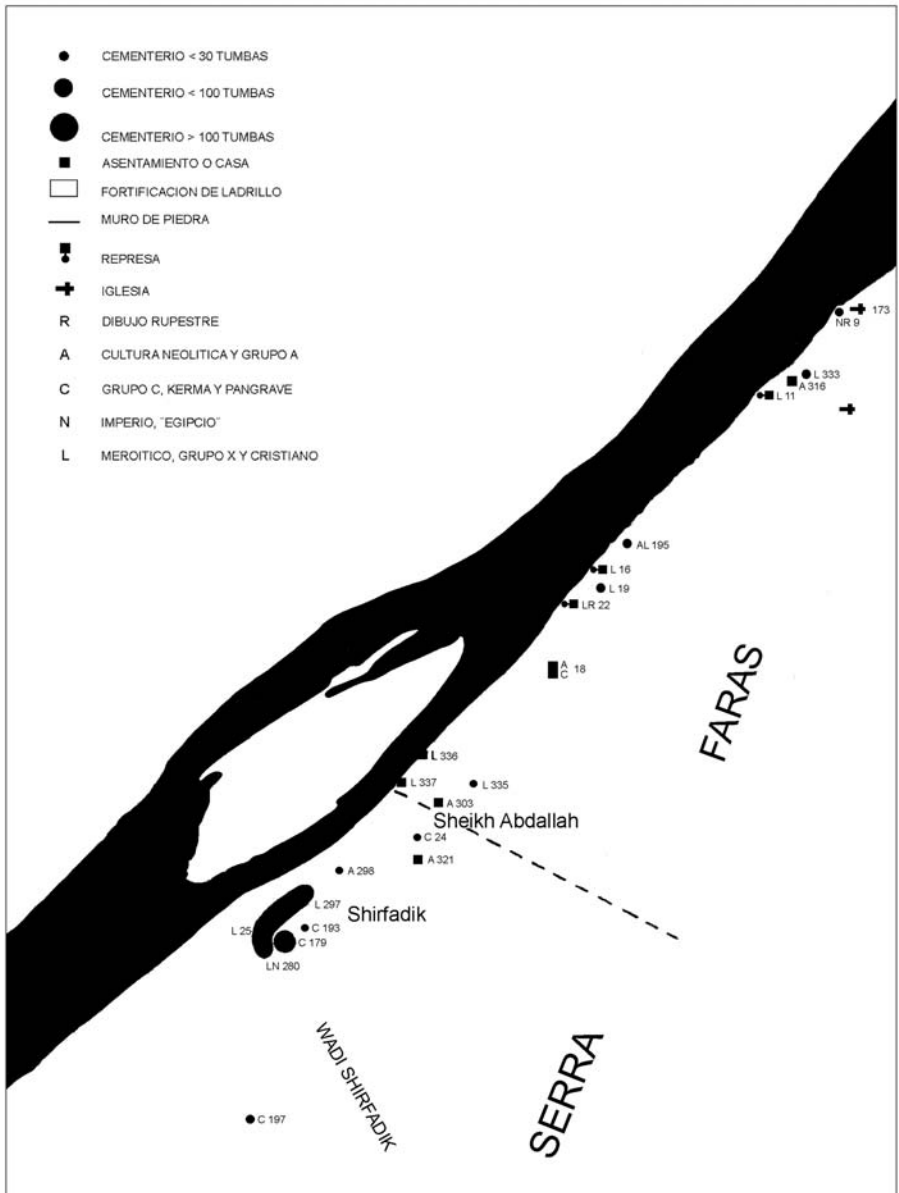 CEMENTERIO < 30 TUMBAS
CEMENTERIO < 100 TUMBAS
CEMENTERIO > 100 TUMBAS
ASENTAMIENTO O CASA
FORTIFICACION DE LADRILLO
MURO DE PIEDRA
REPRESA
IGLESIA
R DIBUJO RUPESTRE
A CULTURA NEOLITICA Y GRUPO A
C GRUPO C, KERMA Y PANGRAVE
N IMPERIO, ¨EGIPCIO¨
L MEROITICO, GRUPO X Y CRISTIANO
173
NR 9
L 333
A 316
L 11
AL 195
L 16
L 19
LR 22
A
C
18
FARAS
L 336
L 337
L 335
A 303
Sheikh Abdallah
C 24
A 321
A 298
L 297
Shirfadik
C 193
L 25
C 179
LN 280
WADI SHIRFADIK
SERRA
C 197